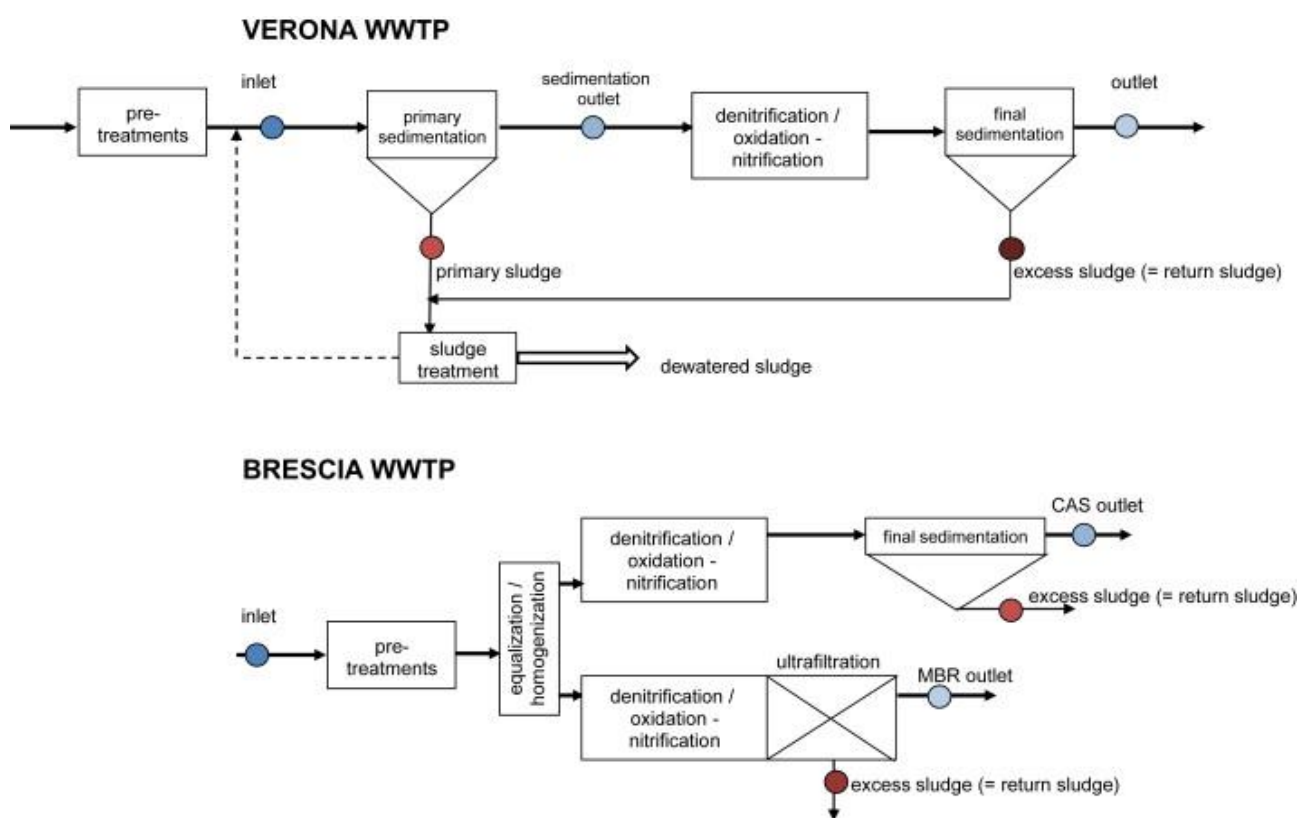 VERONA WWTP
inlet
sedimentation
outlet
outlet
pre-
treatments
primary
sedimentation
denitrification /
oxidation -
nitrification
final
sedimentation
primary sludge
excess sludge (= return sludge)
sludge
treatment
dewatered sludge
BRESCIA WWTP
CAS outlet
denitrification /
oxidation -
nitrification
final sedimentation
excess sludge (= return sludge)
inlet
pre-
treatments
equalization /
homogenization
ultrafiltration
MBR outlet
denitrification /
oxidation -
nitrification
excess sludge (= return sludge)